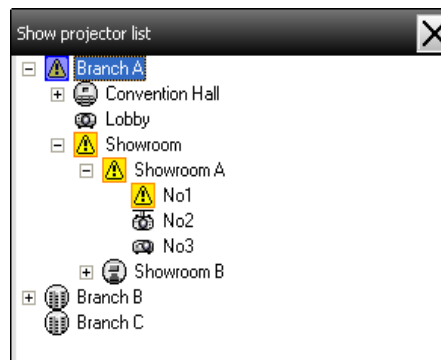 Show projector list
Branch A
Convention Hall
Lobby
Showroom
Showroom A
No1
No2
No3
Showroom B
Branch B
Branch C